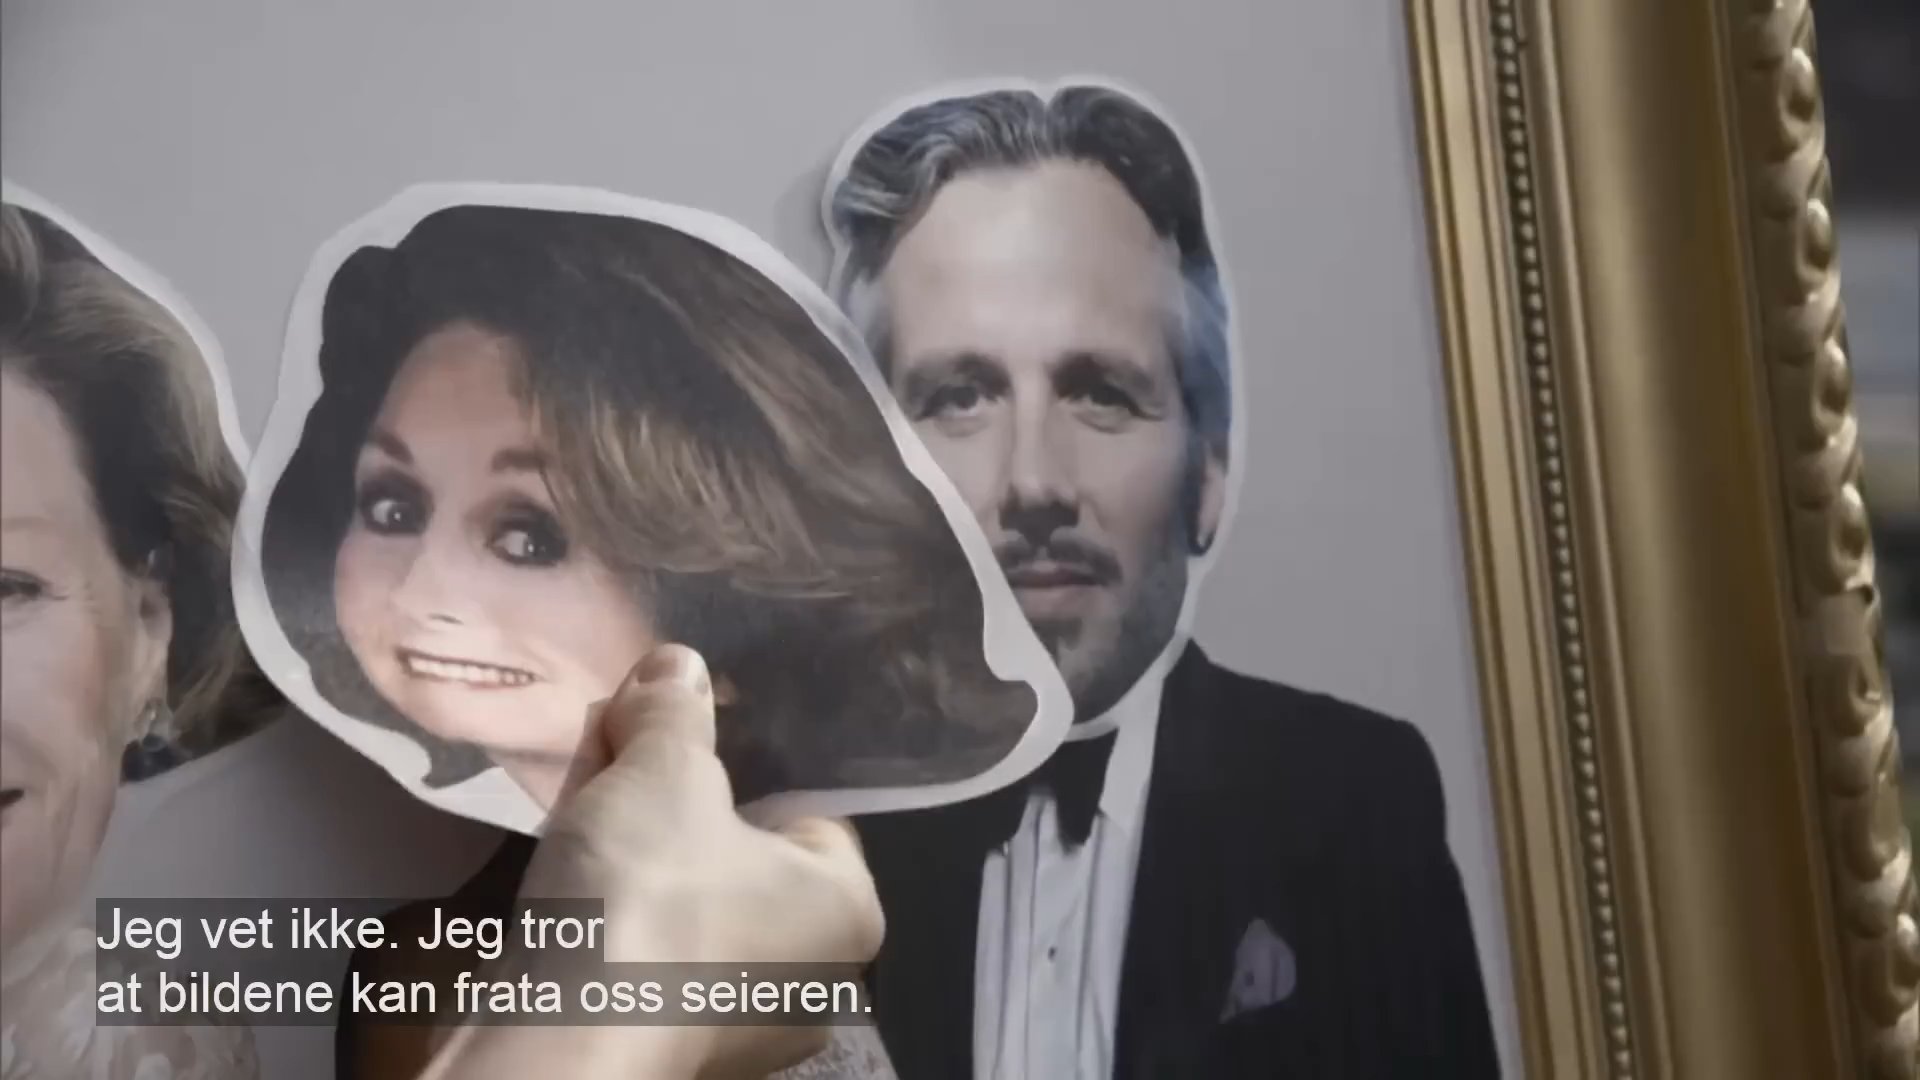 Jeg vet ikke. Jeg tror
at bildene kan frata oss seieren.